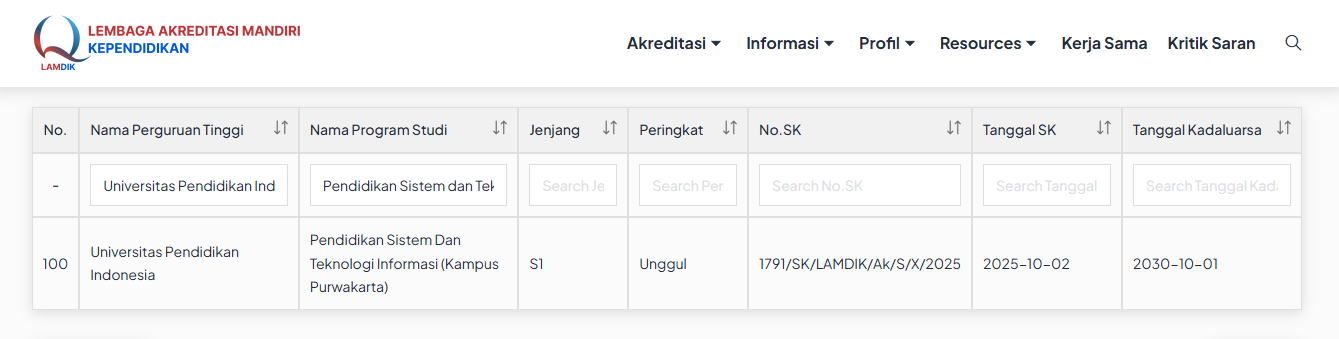 LEMBAGA AKREDITASI MANDIRI
KEPENDIDIKAN
LAMDIK
Akreditasi Informasi Profil Resources Kerja Sama Kritik Saran
No. Nama Perguruan Tinggi Nama Program Studi Jenjang Peringkat No.SK Tanggal SK Tanggal Kadaluarsa
- Universitas Pendidikan Ind Pendidikan Sistem dan Tek Search Je Search Per Search No.SK Search Tanggal Search Tanggal Kada
Pendidikan Sistem Dan
Universitas Pendidikan
100 Teknologi Informasi (Kampus S1 Unggul 1791/SK/LAMDIK/Ak/S/X/2025 2025-10-02 2030-10-01
Indonesia
Purwakarta)